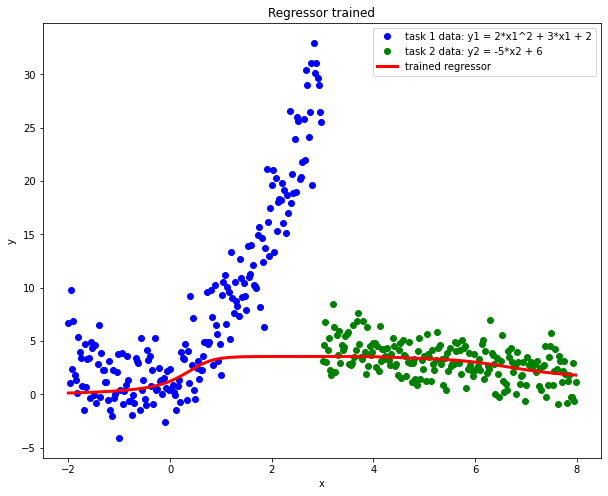 Regressor trained
task 1 data: y1 = 2*x1^2 + 3*x1 + 2
task 2 data: y2 = -5*x2 + 6
trained regressor
30
25
20
15
10
5
0
−5
y
−2
0
2
4
6
8
x